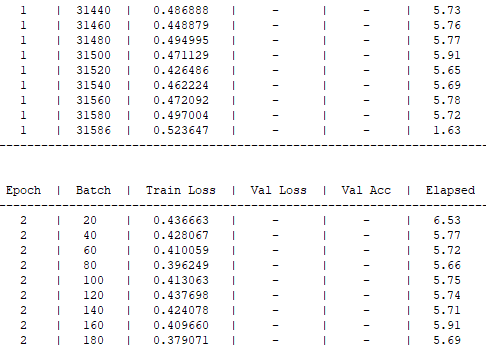 1 | 31440 | 0.486888 | - | - | 5.73
1 | 31460 | 0.448879 | - | - | 5.76
1 | 31480 | 0.494995 | - | - | 5.77
1 | 31500 | 0.471129 | - | - | 5.91
1 | 31520 | 0.426486 | - | - | 5.65
1 | 31540 | 0.462224 | - | - | 5.69
1 | 31560 | 0.472092 | - | - | 5.78
1 | 31580 | 0.497004 | - | - | 5.72
1 | 31586 | 0.523647 | - | - | 1.63
----------------------------------------------------------------------
Epoch | Batch | Train Loss | Val Loss | Val Acc | Elapsed
----------------------------------------------------------------------
2 | 20 | 0.436663 | - | - | 6.53
2 | 40 | 0.428067 | - | - | 5.77
2 | 60 | 0.410059 | - | - | 5.72
2 | 80 | 0.396249 | - | - | 5.66
2 | 100 | 0.413063 | - | - | 5.75
2 | 120 | 0.437698 | - | - | 5.74
2 | 140 | 0.424078 | - | - | 5.71
2 | 160 | 0.409660 | - | - | 5.91
2 | 180 | 0.379071 | - | - | 5.69